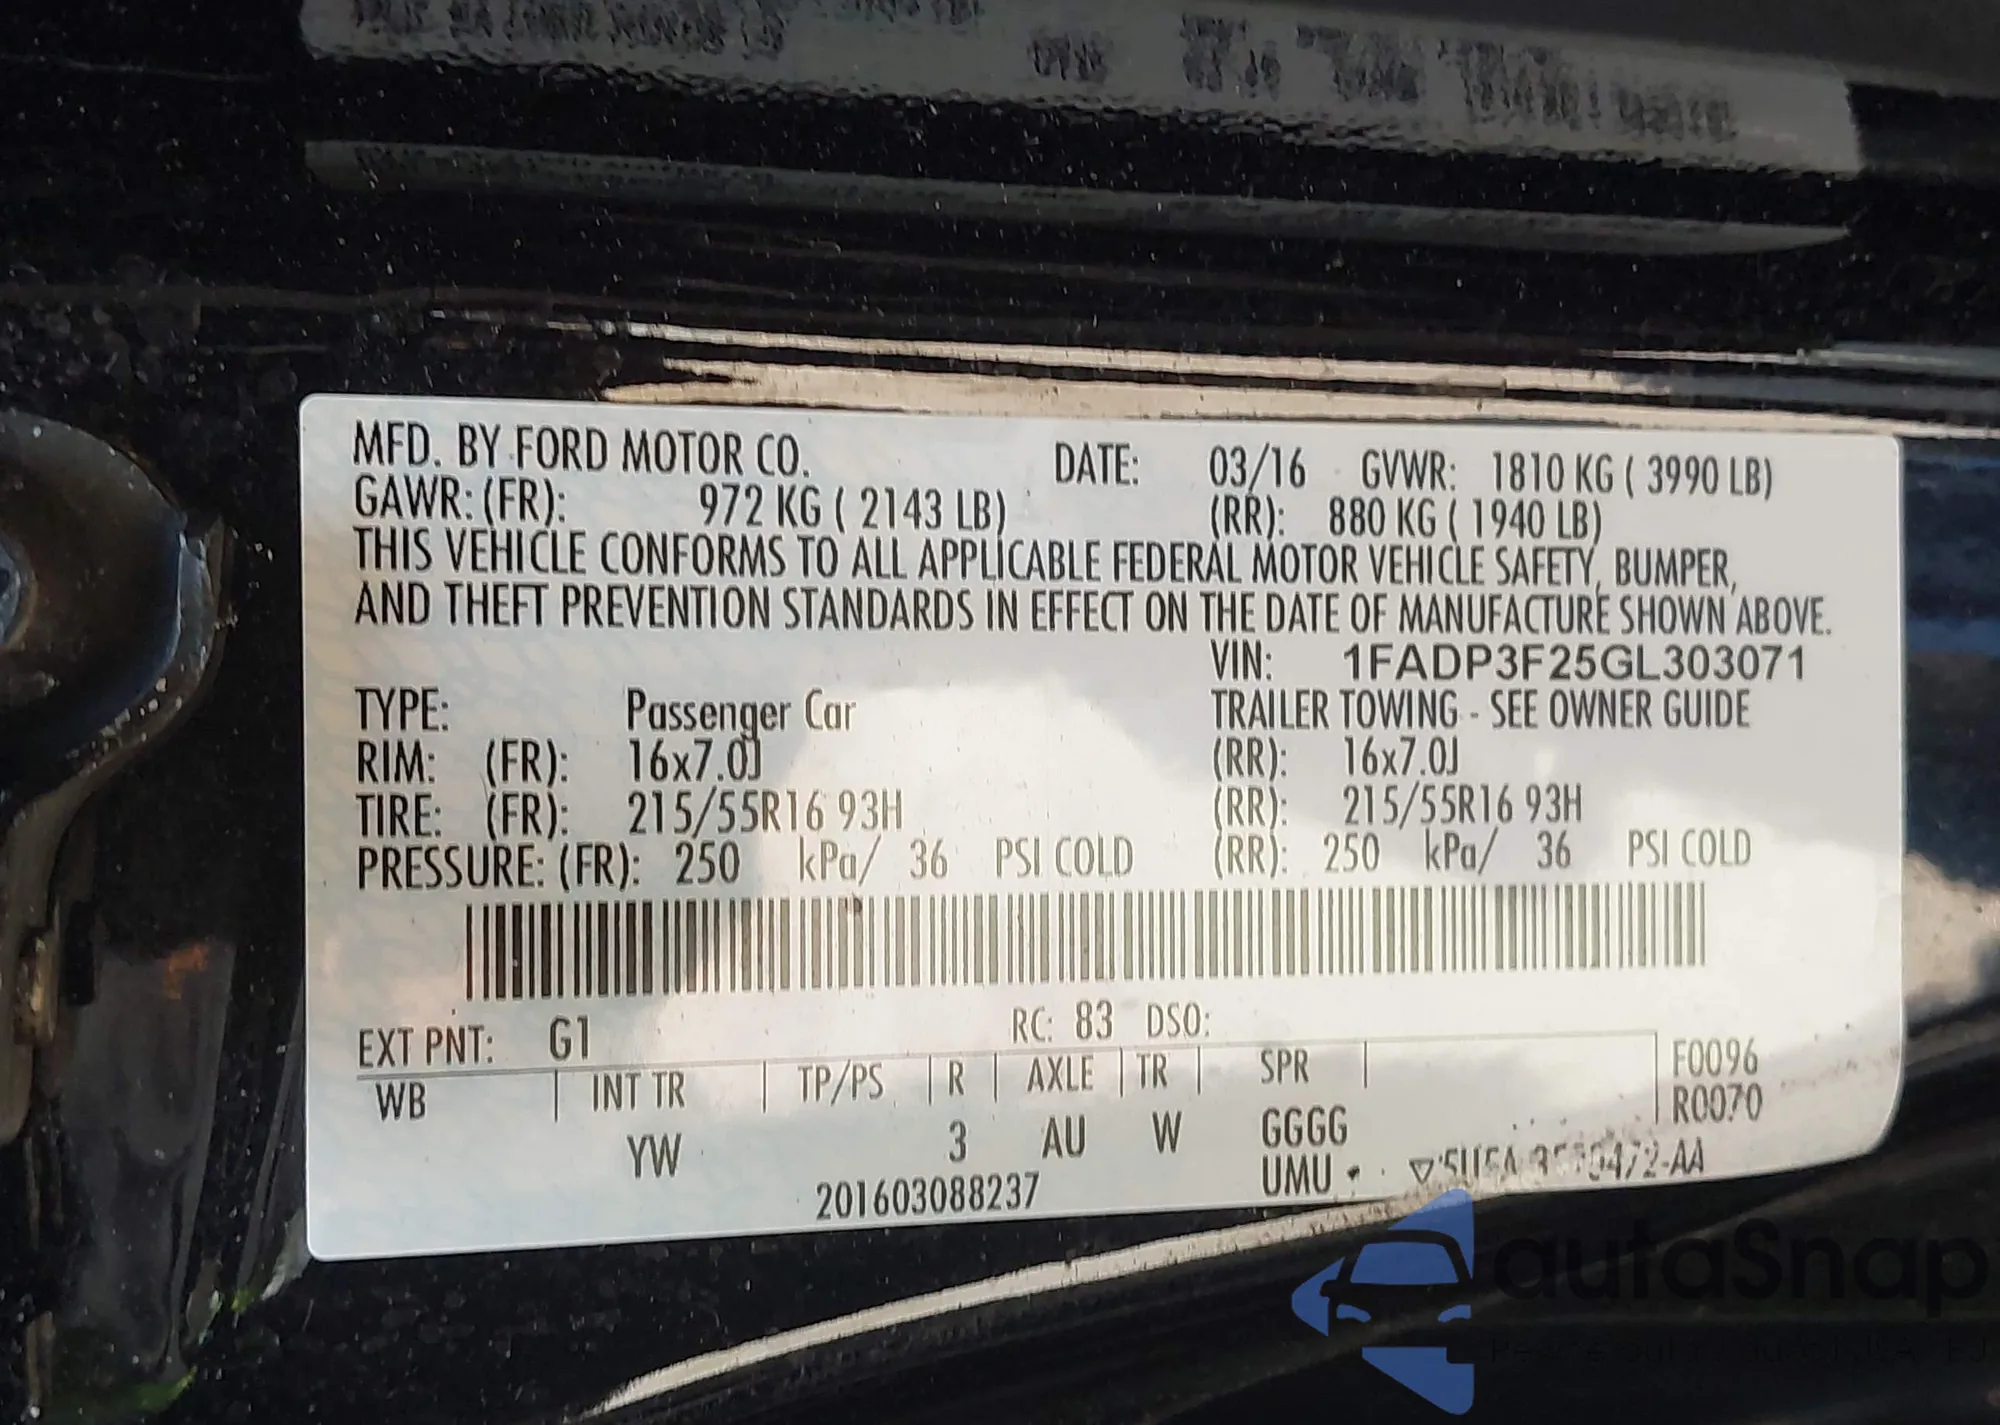 MFD. BY FORD MOTOR CO. DATE: 03/16 GVWR: 1810 KG ( 3990 LB)
GAWR: (FR): 972 KG ( 2143 LB) (RR): 880 KG ( 1940 LB)
THIS VEHICLE CONFORMS TO ALL APPLICABLE FEDERAL MOTOR VEHICLE SAFETY, BUMPER,
AND THEFT PREVENTION STANDARDS IN EFFECT ON THE DATE OF MANUFACTURE SHOWN ABOVE.
VIN: 1FADP3F25GL303071
TYPE: Passenger Car TRAILER TOWING - SEE OWNER GUIDE
RIM: (FR): 16x7.0J (RR): 16x7.0J
TIRE: (FR): 215/55R16 93H (RR): 215/55R16 93H
PRESSURE: (FR): 250 kPa/ 36 PSI COLD (RR): 250 kPa/ 36 PSI COLD
EXT PNT: G1 RC: 83 DSO:
WB INT TR TP/PS R AXLE TR SPR F0096
R0070
YW 3 AU W GGGG
201603088237 UMU
autaSnap